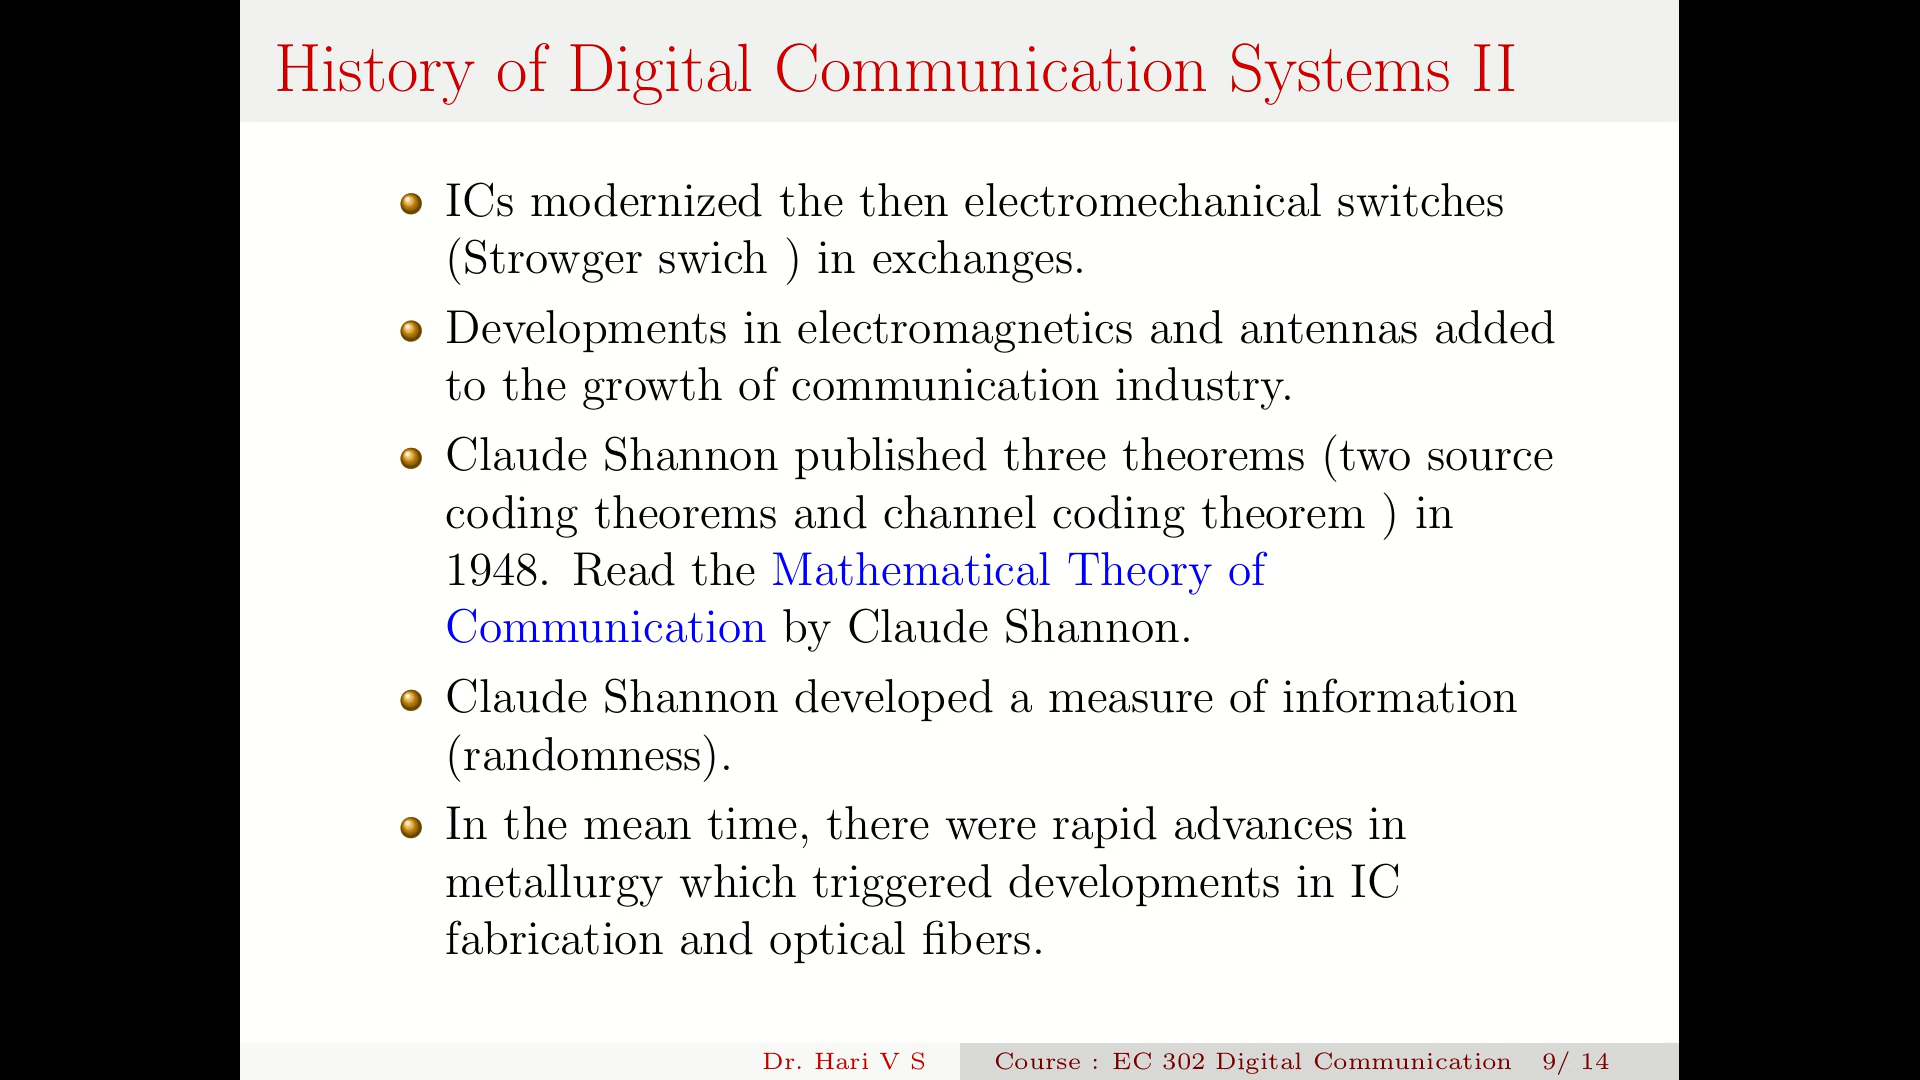 History of Digital Communication Systems II
ICs modernized the then electromechanical switches
(Strowger swich ) in exchanges.
Developments in electromagnetics and antennas added
to the growth of communication industry.
Claude Shannon published three theorems (two source
coding theorems and channel coding theorem ) in
1948. Read the Mathematical Theory of
Communication by Claude Shannon.
Claude Shannon developed a measure of information
(randomness).
In the mean time, there were rapid advances in
metallurgy which triggered developments in IC
fabrication and optical fibers.
Dr. Hari V S Course : EC 302 Digital Communication 9/ 14